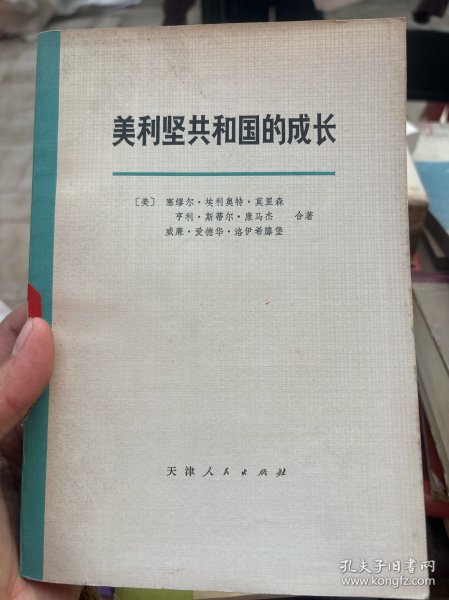 美利坚共和国的成长
〔美〕 塞缪尔·埃利奥特·莫里森
亨利·斯蒂尔·康马杰 合著
威廉·爱德华·洛伊希滕堡
天津人民出版社
孔夫子旧书网
www.kongfz.com